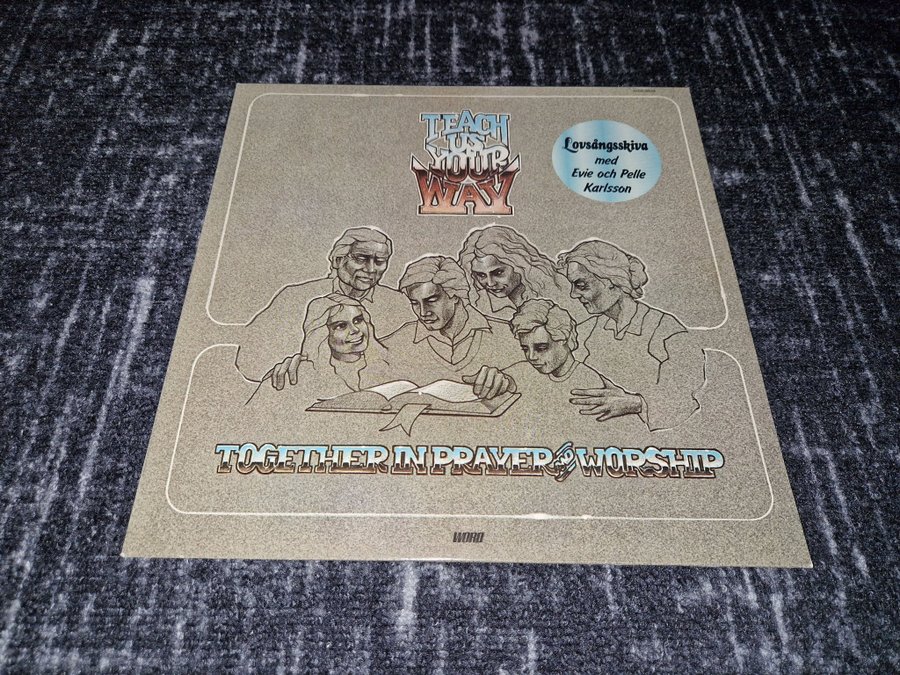 TEACH
US
YOUR
WAY
Lovsångsskiva
med
Evie och Pelle
Karlsson
TOGETHER IN PRAYER AND WORSHIP
WORD